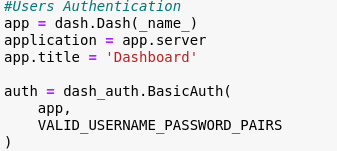 #Users Authentication
app = dash.Dash(_name_)
application = app.server
app.title = 'Dashboard'
auth = dash_auth.BasicAuth(
    app,
    VALID_USERNAME_PASSWORD_PAIRS
)